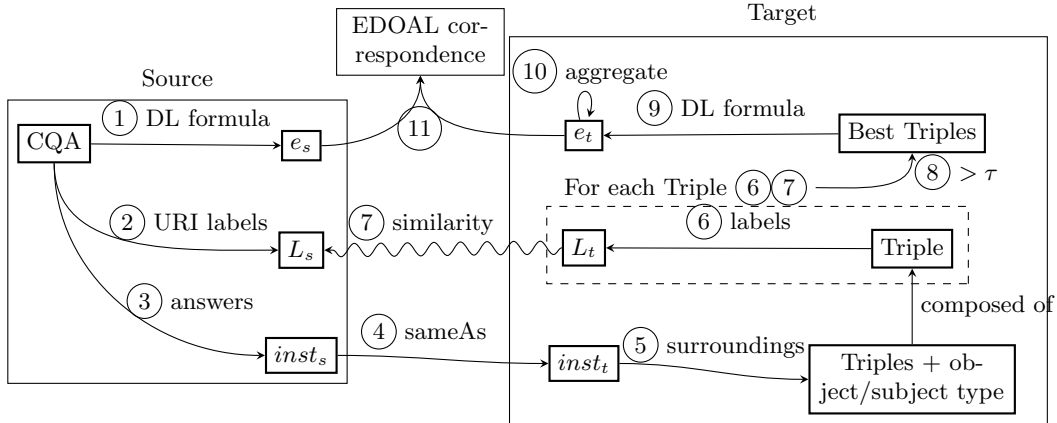 Target
EDOAL cor-
respondence
Source
10 aggregate
1 DL formula
9 DL formula
CQA
e_s
11
e_t
Best Triples
8 > τ
For each Triple 6 7
2 URI labels
7 similarity
6 labels
L_s
L_t
Triple
3 answers
composed of
4 sameAs
5 surroundings
inst_s
inst_t
Triples + ob-
ject/subject type